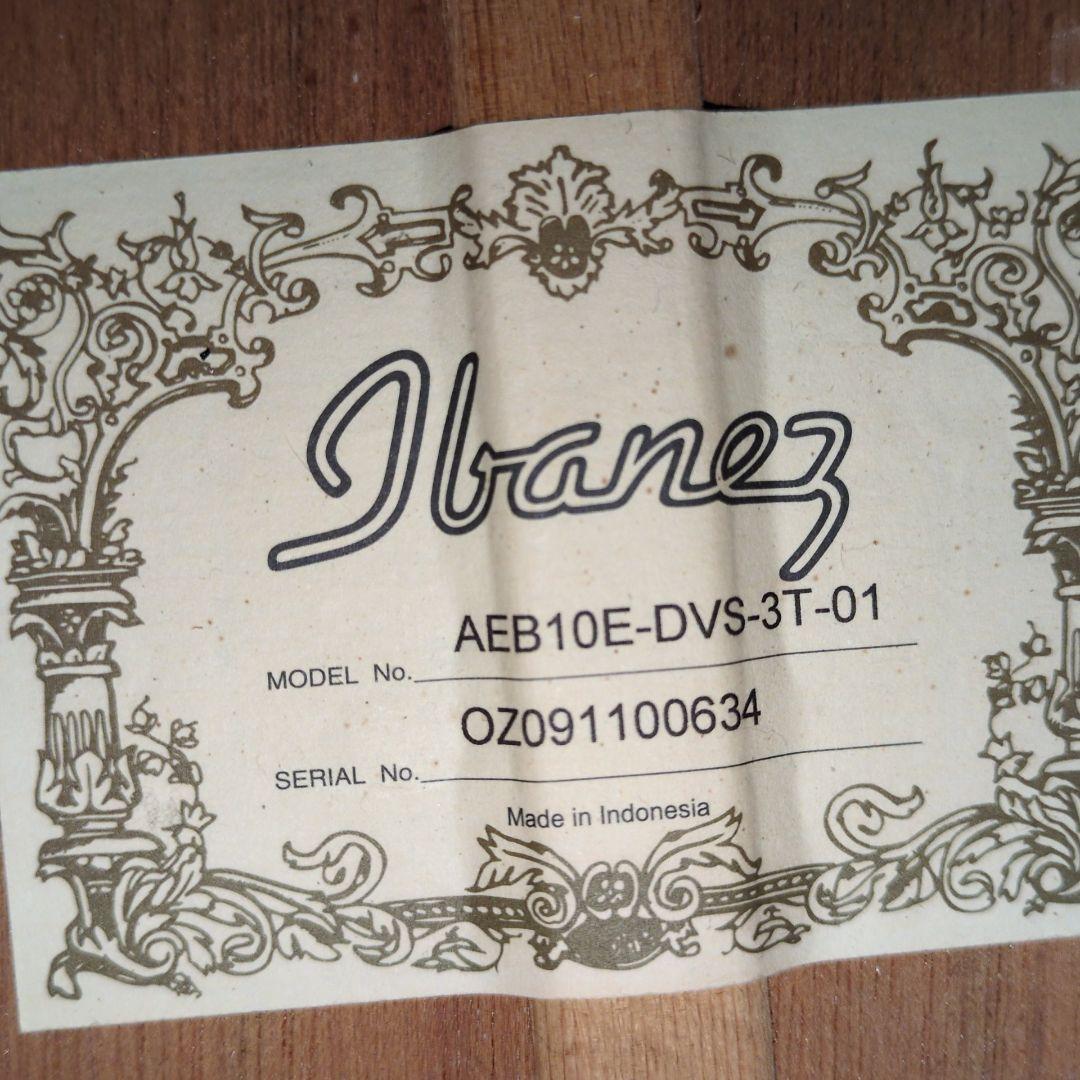 Ibanez
AEB10E-DVS-3T-01
MODEL No.
OZ091100634
SERIAL No.
Made in Indonesia